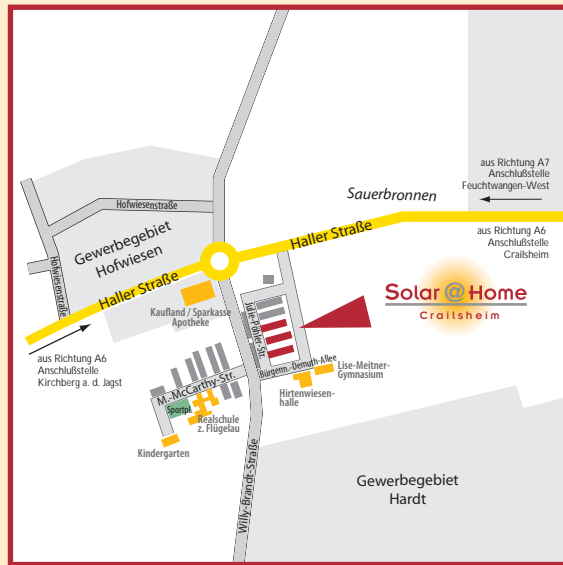 Sauerbronnen
aus Richtung A7
Anschlußstelle
Feuchtwangen-West
Hofwiesenstraße
Haller Straße
aus Richtung A6
Anschlußstelle
Crailsheim
Gewerbegebiet
Hofwiesen
Hofwiesenstraße
Haller Straße
Solar @ Home
Crailsheim
Kaufland / Sparkasse
Apotheke
Julie-Pöhler-Str.
aus Richtung A6
Anschlußstelle
Kirchberg a. d. Jagst
Bürgerm.-Demuth-Allee
Lise-Meitner-
Gymnasium
M.-McCarthy-Str.
Hirtenwiesen-
halle
Sportpl.
Realschule
z. Flügelau
Kindergarten
Willy-Brandt-Straße
Gewerbegebiet
Hardt